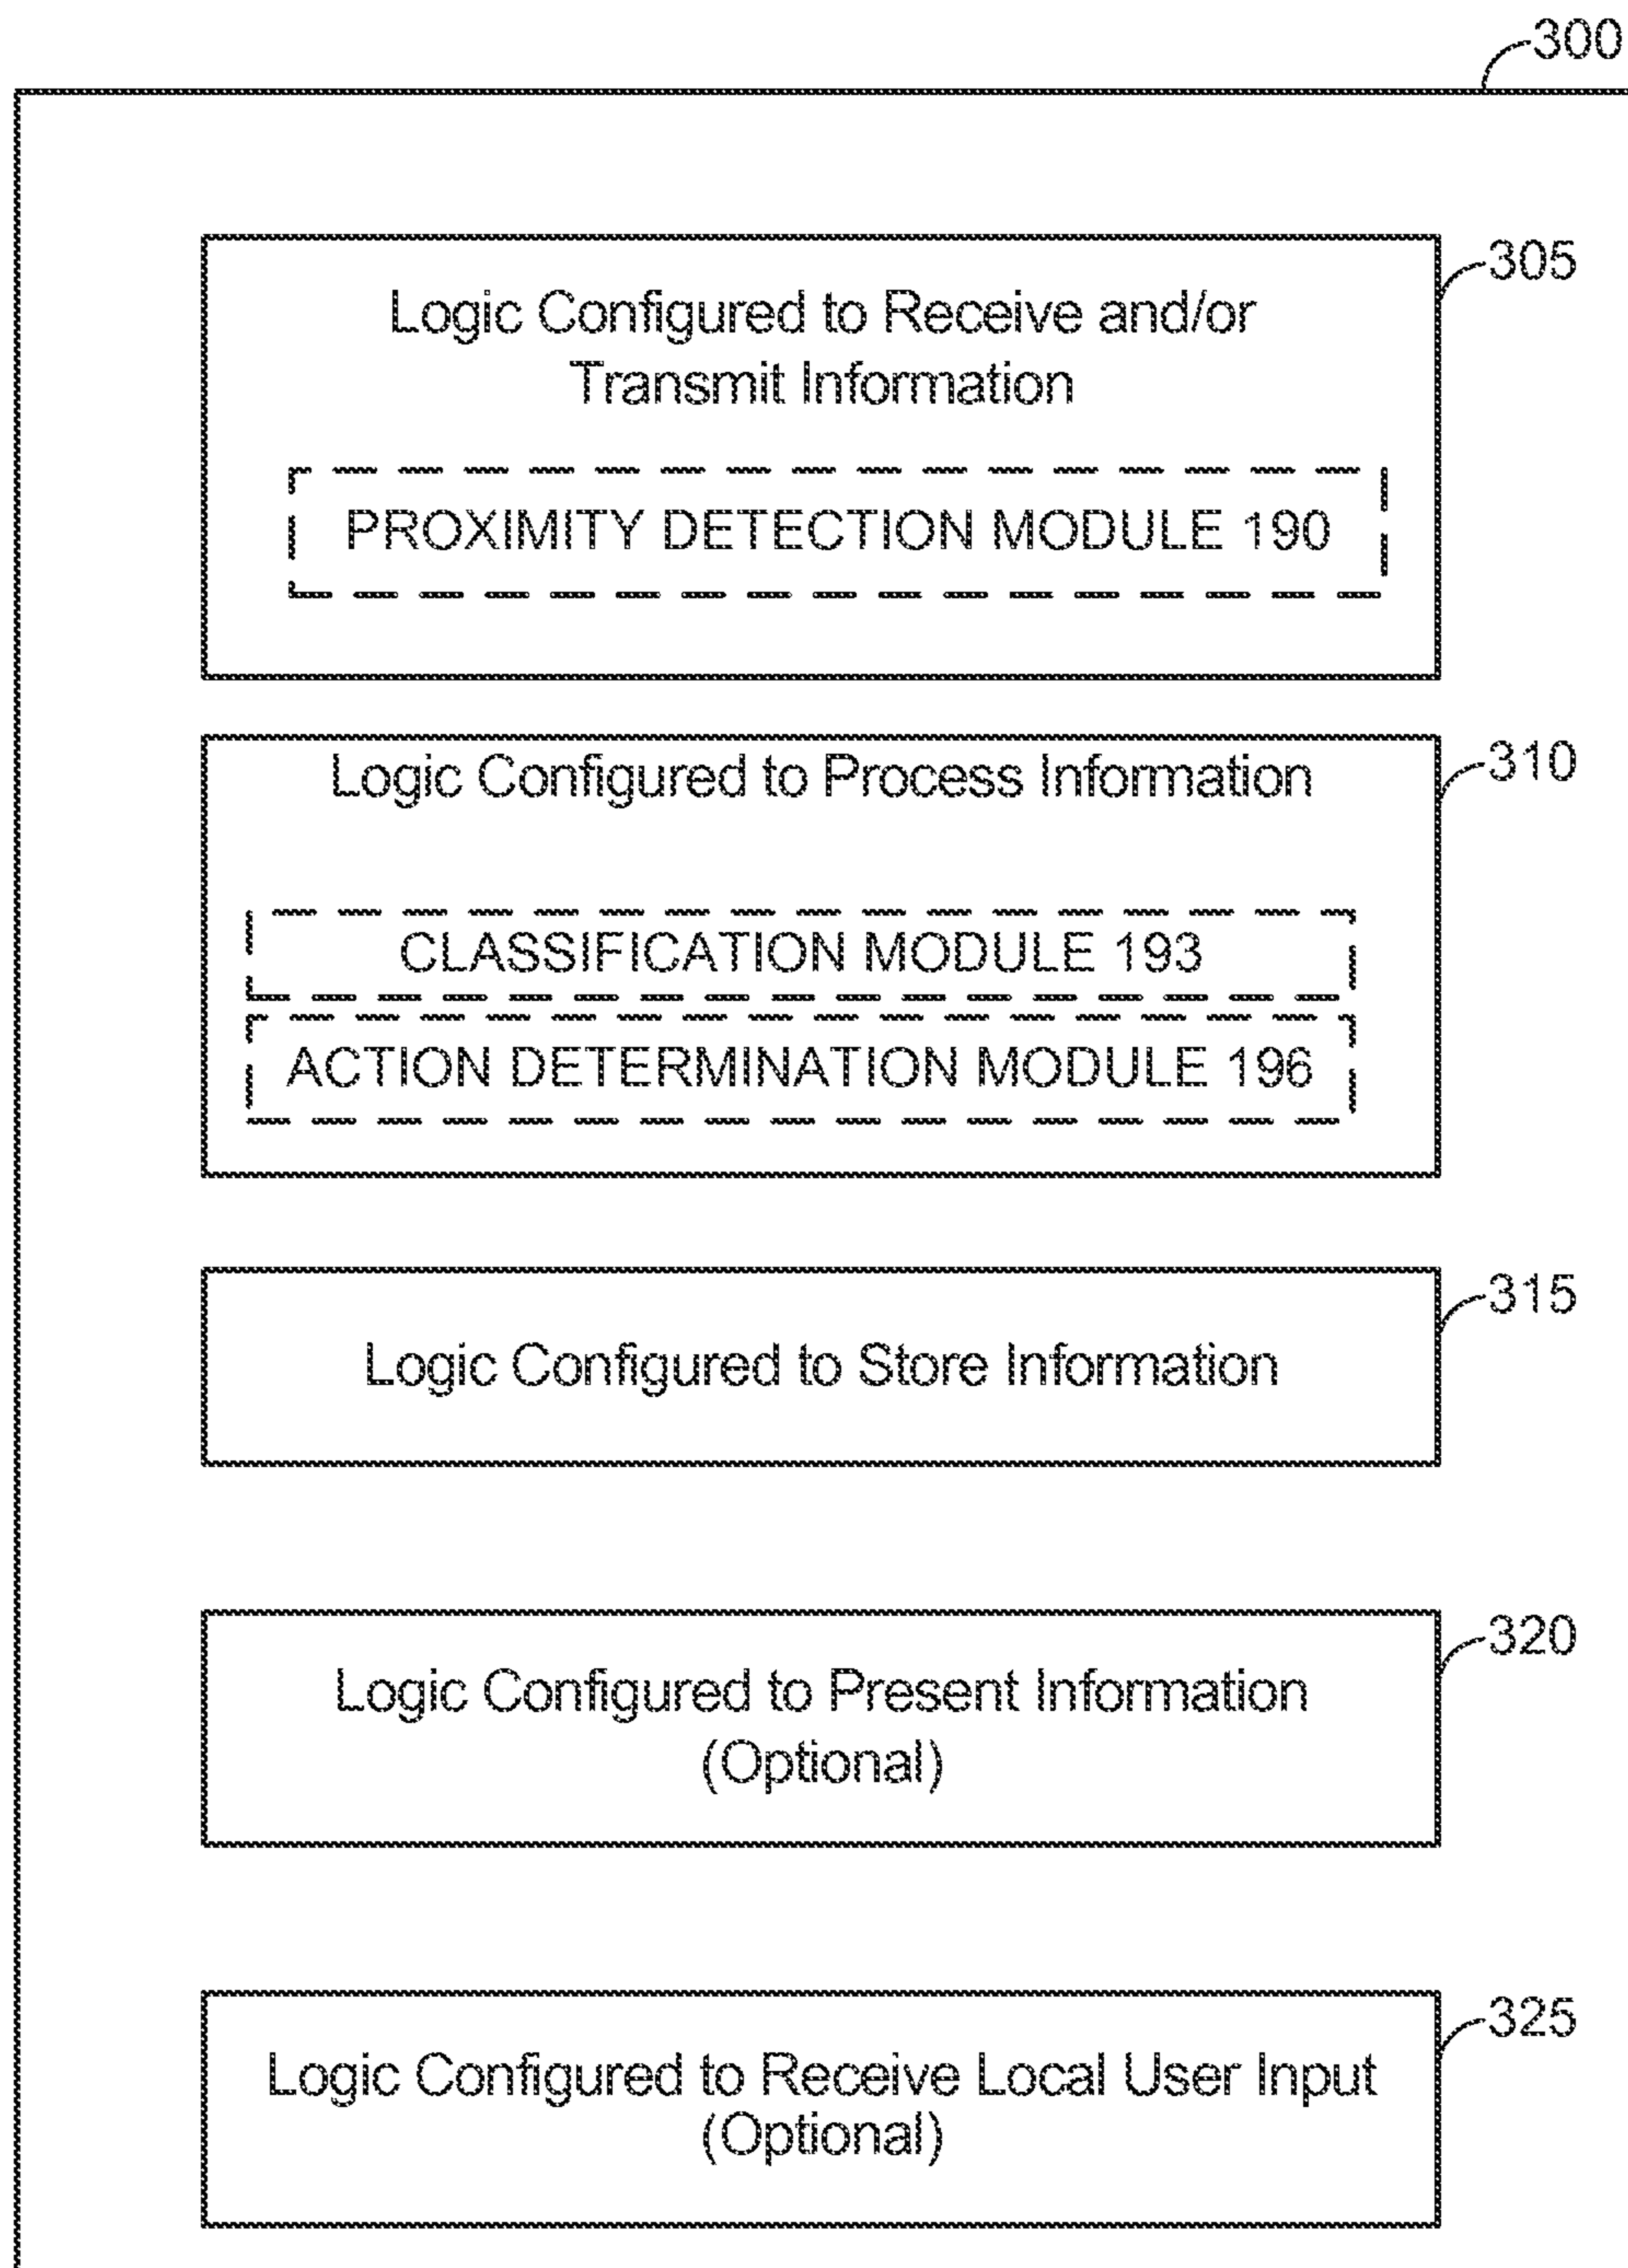 300
305
Logic Configured to Receive and/or
Transmit Information
PROXIMITY DETECTION MODULE 190
310
Logic Configured to Process Information
CLASSIFICATION MODULE 193
ACTION DETERMINATION MODULE 196
315
Logic Configured to Store Information
320
Logic Configured to Present Information
(Optional)
325
Logic Configured to Receive Local User Input
(Optional)